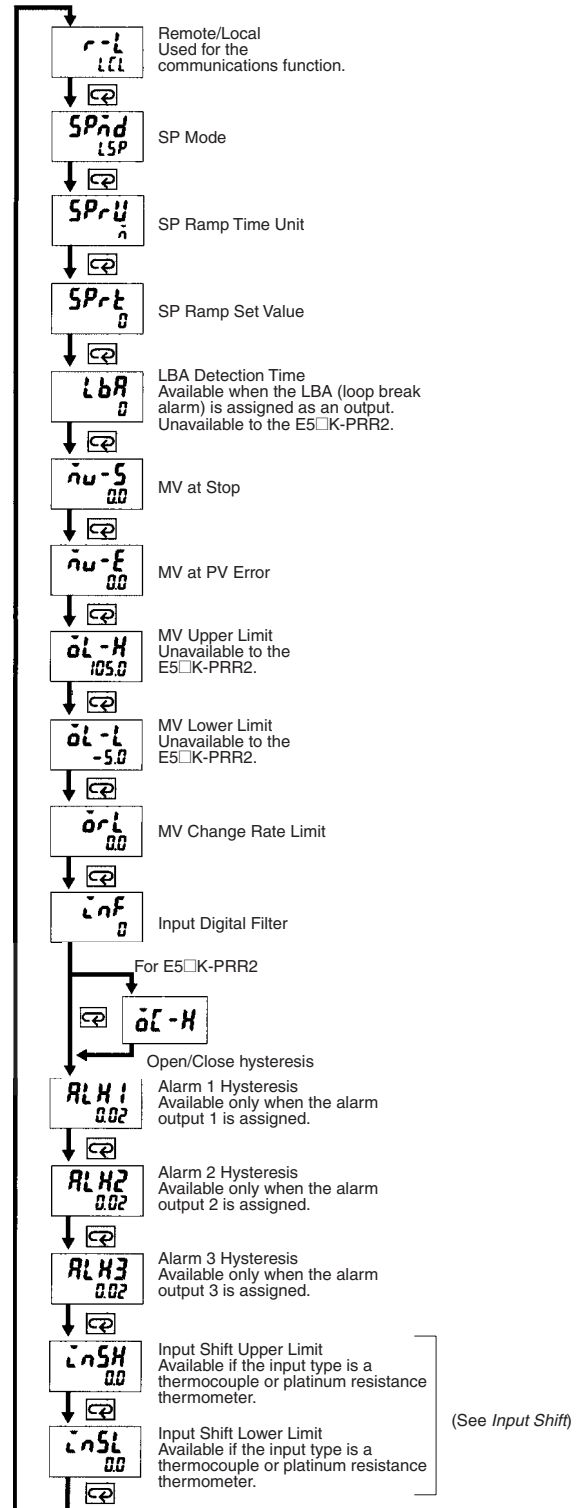 r-L
LCL
Remote/Local
Used for the
communications function.
SPmd
LSP
SP Mode
SPrU
m
SP Ramp Time Unit
SPrt
0
SP Ramp Set Value
LbA
0
LBA Detection Time
Available when the LBA (loop break
alarm) is assigned as an output.
Unavailable to the E5□K-PRR2.
mv-S
0.0
MV at Stop
mv-E
0.0
MV at PV Error
oL-H
105.0
MV Upper Limit
Unavailable to the
E5□K-PRR2.
oL-L
-5.0
MV Lower Limit
Unavailable to the
E5□K-PRR2.
orL
0.0
MV Change Rate Limit
inF
0
Input Digital Filter
For E5□K-PRR2
oC-H
Open/Close hysteresis
ALH1
0.02
Alarm 1 Hysteresis
Available only when the alarm
output 1 is assigned.
ALH2
0.02
Alarm 2 Hysteresis
Available only when the alarm
output 2 is assigned.
ALH3
0.02
Alarm 3 Hysteresis
Available only when the alarm
output 3 is assigned.
inSH
0.0
Input Shift Upper Limit
Available if the input type is a
thermocouple or platinum resistance
thermometer.
(See Input Shift)
inSL
0.0
Input Shift Lower Limit
Available if the input type is a
thermocouple or platinum resistance
thermometer.